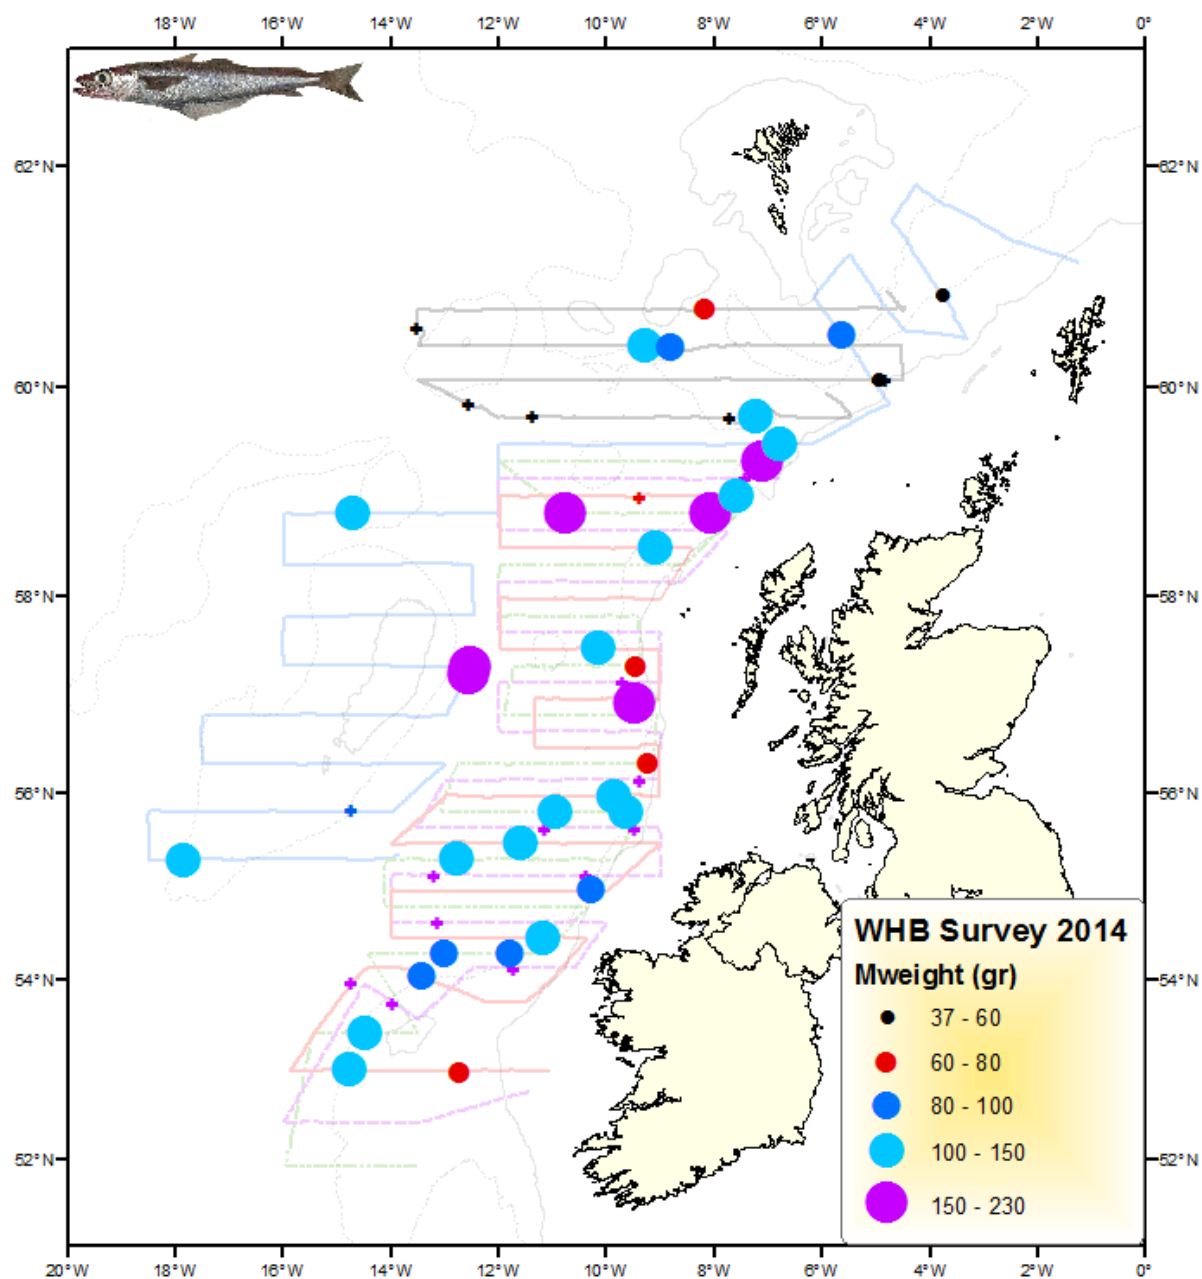 18°W 16°W 14°W 12°W 10°W 8°W 6°W 4°W 2°W 0°
62°N 62°N
60°N 60°N
58°N 58°N
56°N 56°N
WHB Survey 2014
Mweight (gr)
54°N 54°N
37 - 60
60 - 80
80 - 100
100 - 150
52°N 52°N
150 - 230
20°W 18°W 16°W 14°W 12°W 10°W 8°W 6°W 4°W 2°W 0°